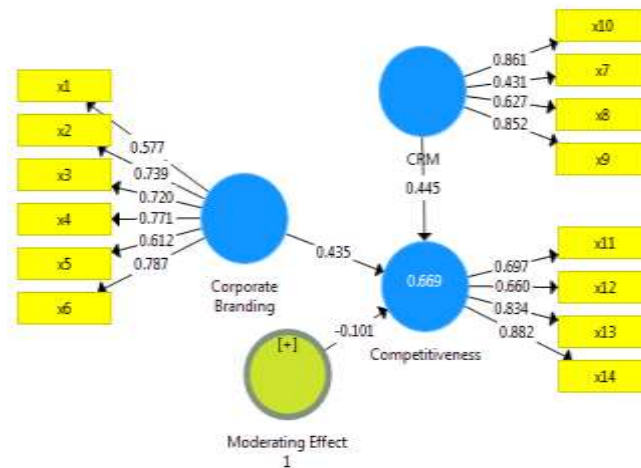 x10
x7
x8
x9
0.861
0.431
0.627
0.852
CRM
0.445
x1
x2
x3
x4
x5
x6
0.577
0.739
0.720
0.771
0.612
0.787
Corporate
Branding
0.435
0.669
Competitiveness
0.697
0.660
0.834
0.882
x11
x12
x13
x14
-0.101
[+]
Moderating Effect
1